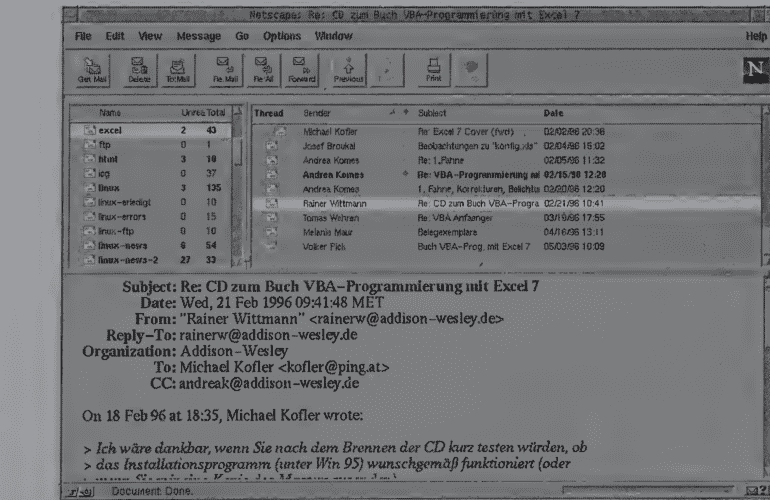 Netscape: Re: CD zum Buch VBA-Programmierung mit Excel 7
File Edit View Message Go Options Window Help
Get Mail Delete To:Mail Re:Mail Re:All Forward Previous Print N
Name Unrea Total
excel 2 43
ftp 0 1
html 3 10
icg 0 37
linux 3 135
linux-erledigt 0 10
linux-errors 0 15
linux-ftp 0 10
linux-news 6 54
linux-news-2 27 33
Thread Sender Subject Date
Michael Kofler Re: Excel 7 Cover (fwd) 02/02/96 20:38
Josef Broukal Beobachtungen zu "konfig.xls" 02/04/96 15:02
Andrea Komes Re: 1.Fahne 02/05/96 11:32
Andrea Komes Re: VBA-Programmierung mi 02/15/96 12:20
Andrea Komes 1. Fahne, Korrekturen, Belichtu 02/20/96 12:20
Rainer Wittmann Re: CD zum Buch VBA-Progra 02/21/96 10:41
Tomas Wehren Re: VBA Anfaenger 03/19/96 17:55
Melanie Maur Belegexemplare 04/16/96 13:11
Volker Pich Buch VBA-Prog. mit Excel 7 05/03/96 10:09
Subject: Re: CD zum Buch VBA-Programmierung mit Excel 7
Date: Wed, 21 Feb 1996 09:41:48 MET
From: "Rainer Wittmann" <rainerw@addison-wesley.de>
Reply-To: rainerw@addison-wesley.de
Organization: Addison-Wesley
To: Michael Kofler <kofler@ping.at>
CC: andreak@addison-wesley.de
On 18 Feb 96 at 18:35, Michael Kofler wrote:
> Ich wäre dankbar, wenn Sie nach dem Brennen der CD kurz testen würden, ob
> das Installationsprogramm (unter Win 95) wunschgemäß funktioniert (oder
Document: Done.